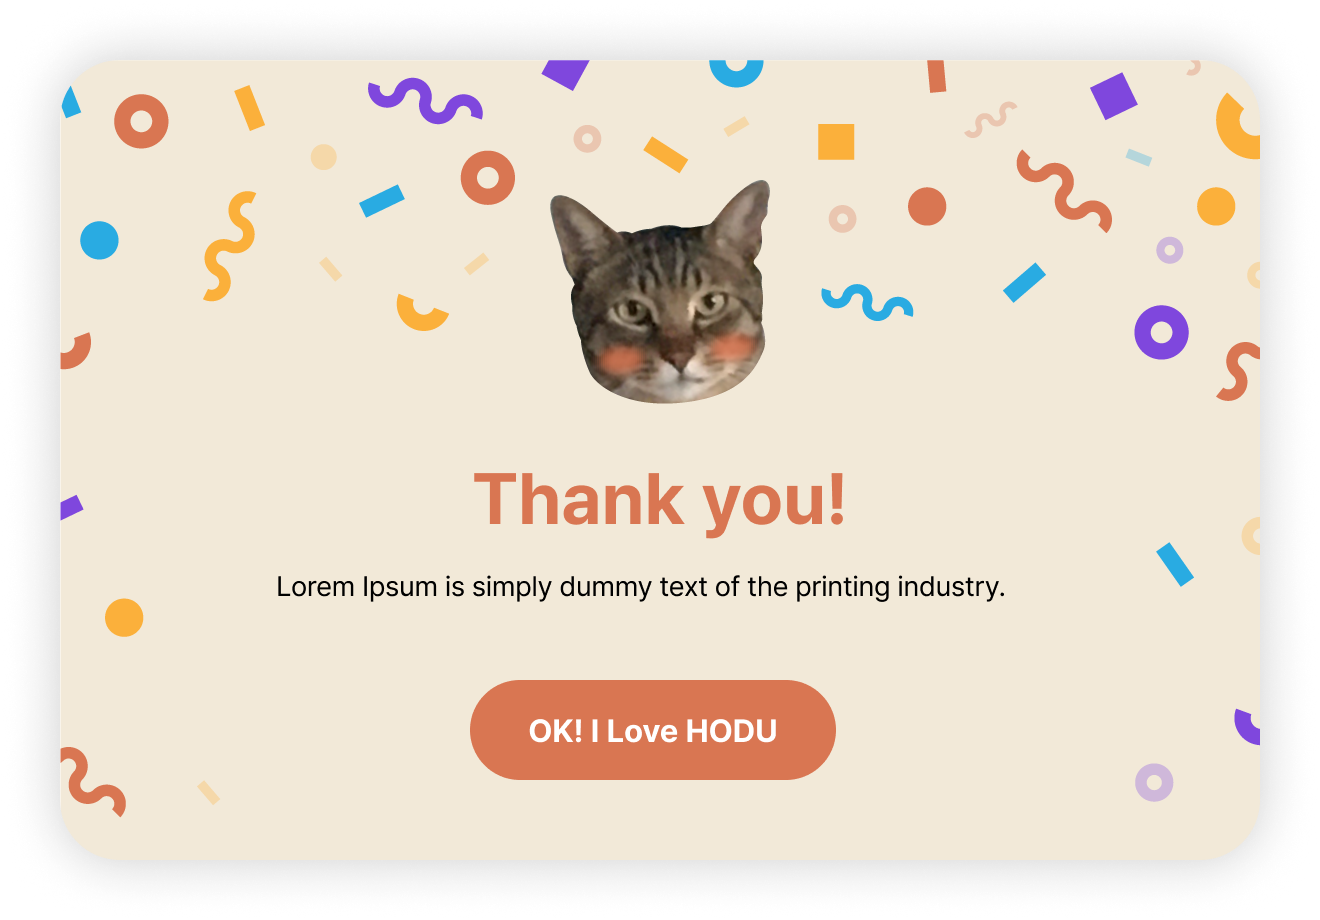 Thank you!
Lorem Ipsum is simply dummy text of the printing industry.
OK! I Love HODU